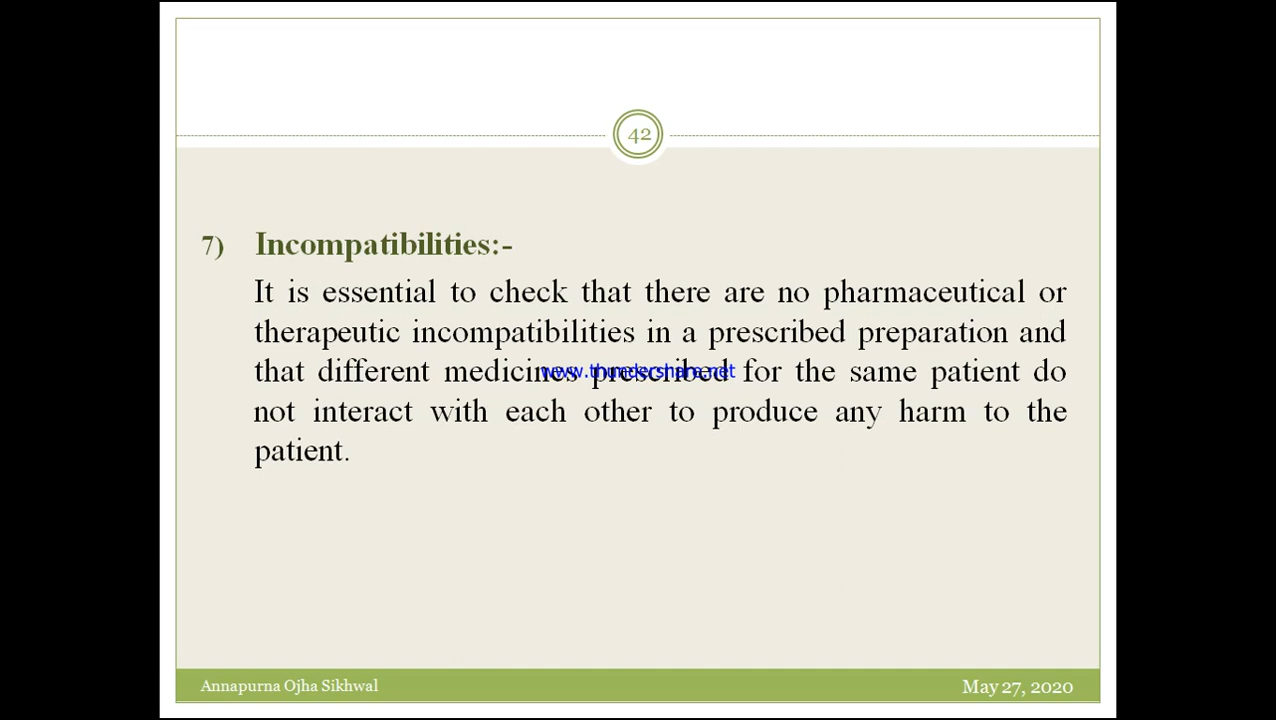 42
7) Incompatibilities:-
It is essential to check that there are no pharmaceutical or
therapeutic incompatibilities in a prescribed preparation and
that different medicines prescribed for the same patient do
www.thundershare.net
not interact with each other to produce any harm to the
patient.
Annapurna Ojha Sikhwal
May 27, 2020